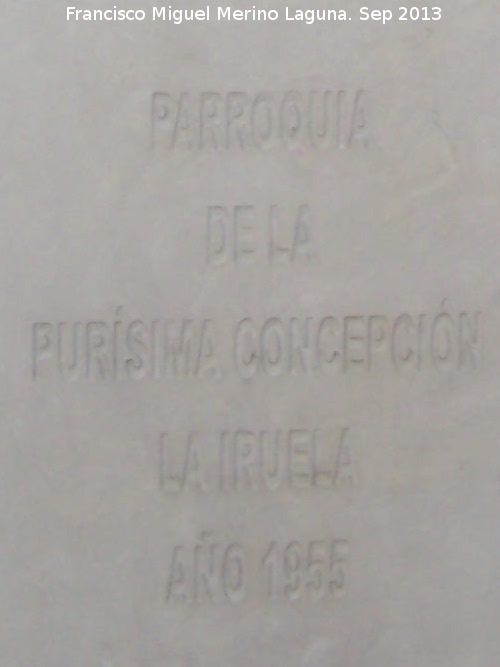 Francisco Miguel Merino Laguna. Sep 2013
PARROQUIA
DE LA
PURÍSIMA CONCEPCIÓN
LA IRUELA
AÑO 1955